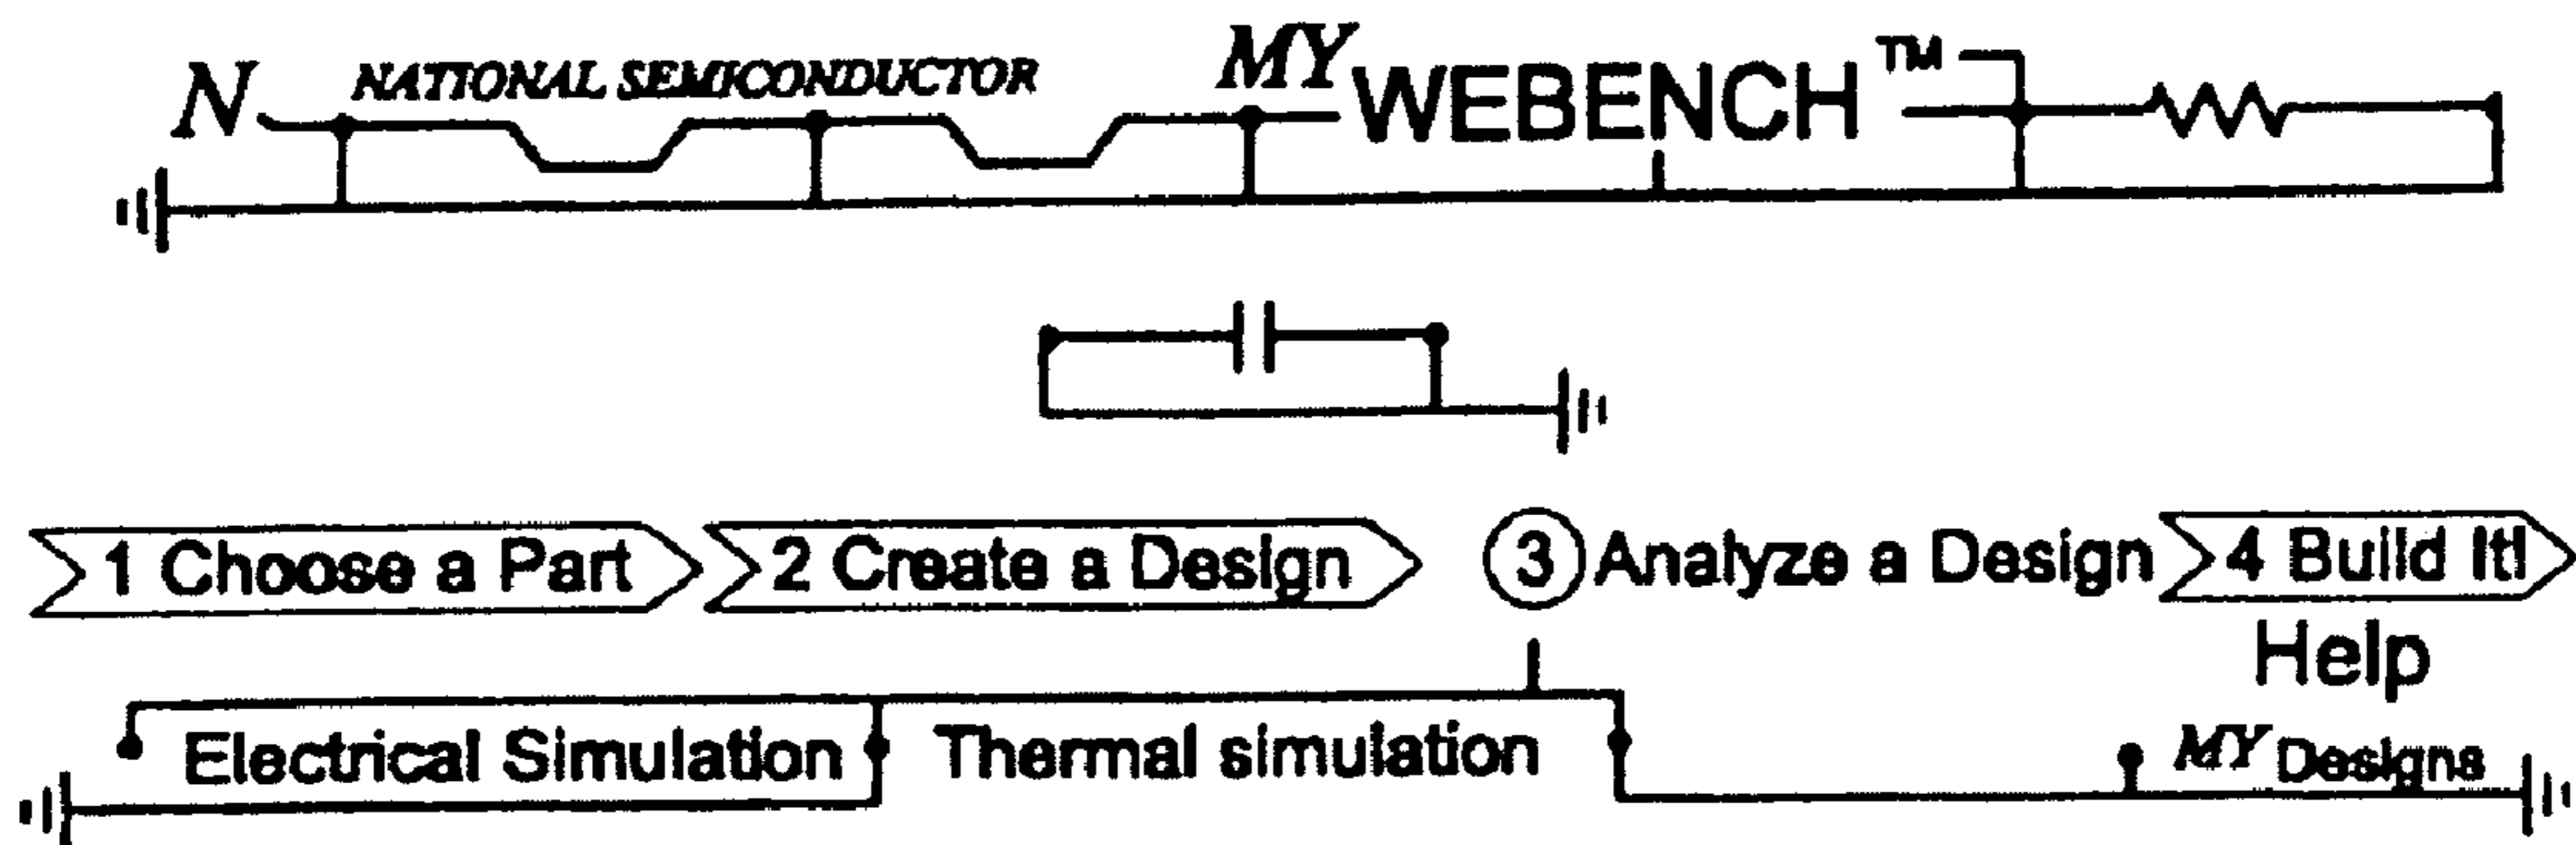 N NATIONAL SEMICONDUCTOR MY WEBENCH™
1 Choose a Part 2 Create a Design 3 Analyze a Design 4 Build It!
Help
Electrical Simulation Thermal simulation MY Designs